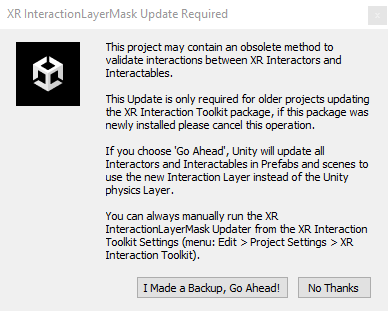 XR InteractionLayerMask Update Required
This project may contain an obsolete method to
validate interactions between XR Interactors and
Interactables.
This Update is only required for older projects updating
the XR Interaction Toolkit package, if this package was
newly installed please cancel this operation.
If you choose 'Go Ahead', Unity will update all
Interactors and Interactables in Prefabs and scenes to
use the new Interaction Layer instead of the Unity
physics Layer.
You can always manually run the XR
InteractionLayerMask Updater from the XR Interaction
Toolkit Settings (menu: Edit > Project Settings > XR
Interaction Toolkit).
I Made a Backup, Go Ahead!
No Thanks